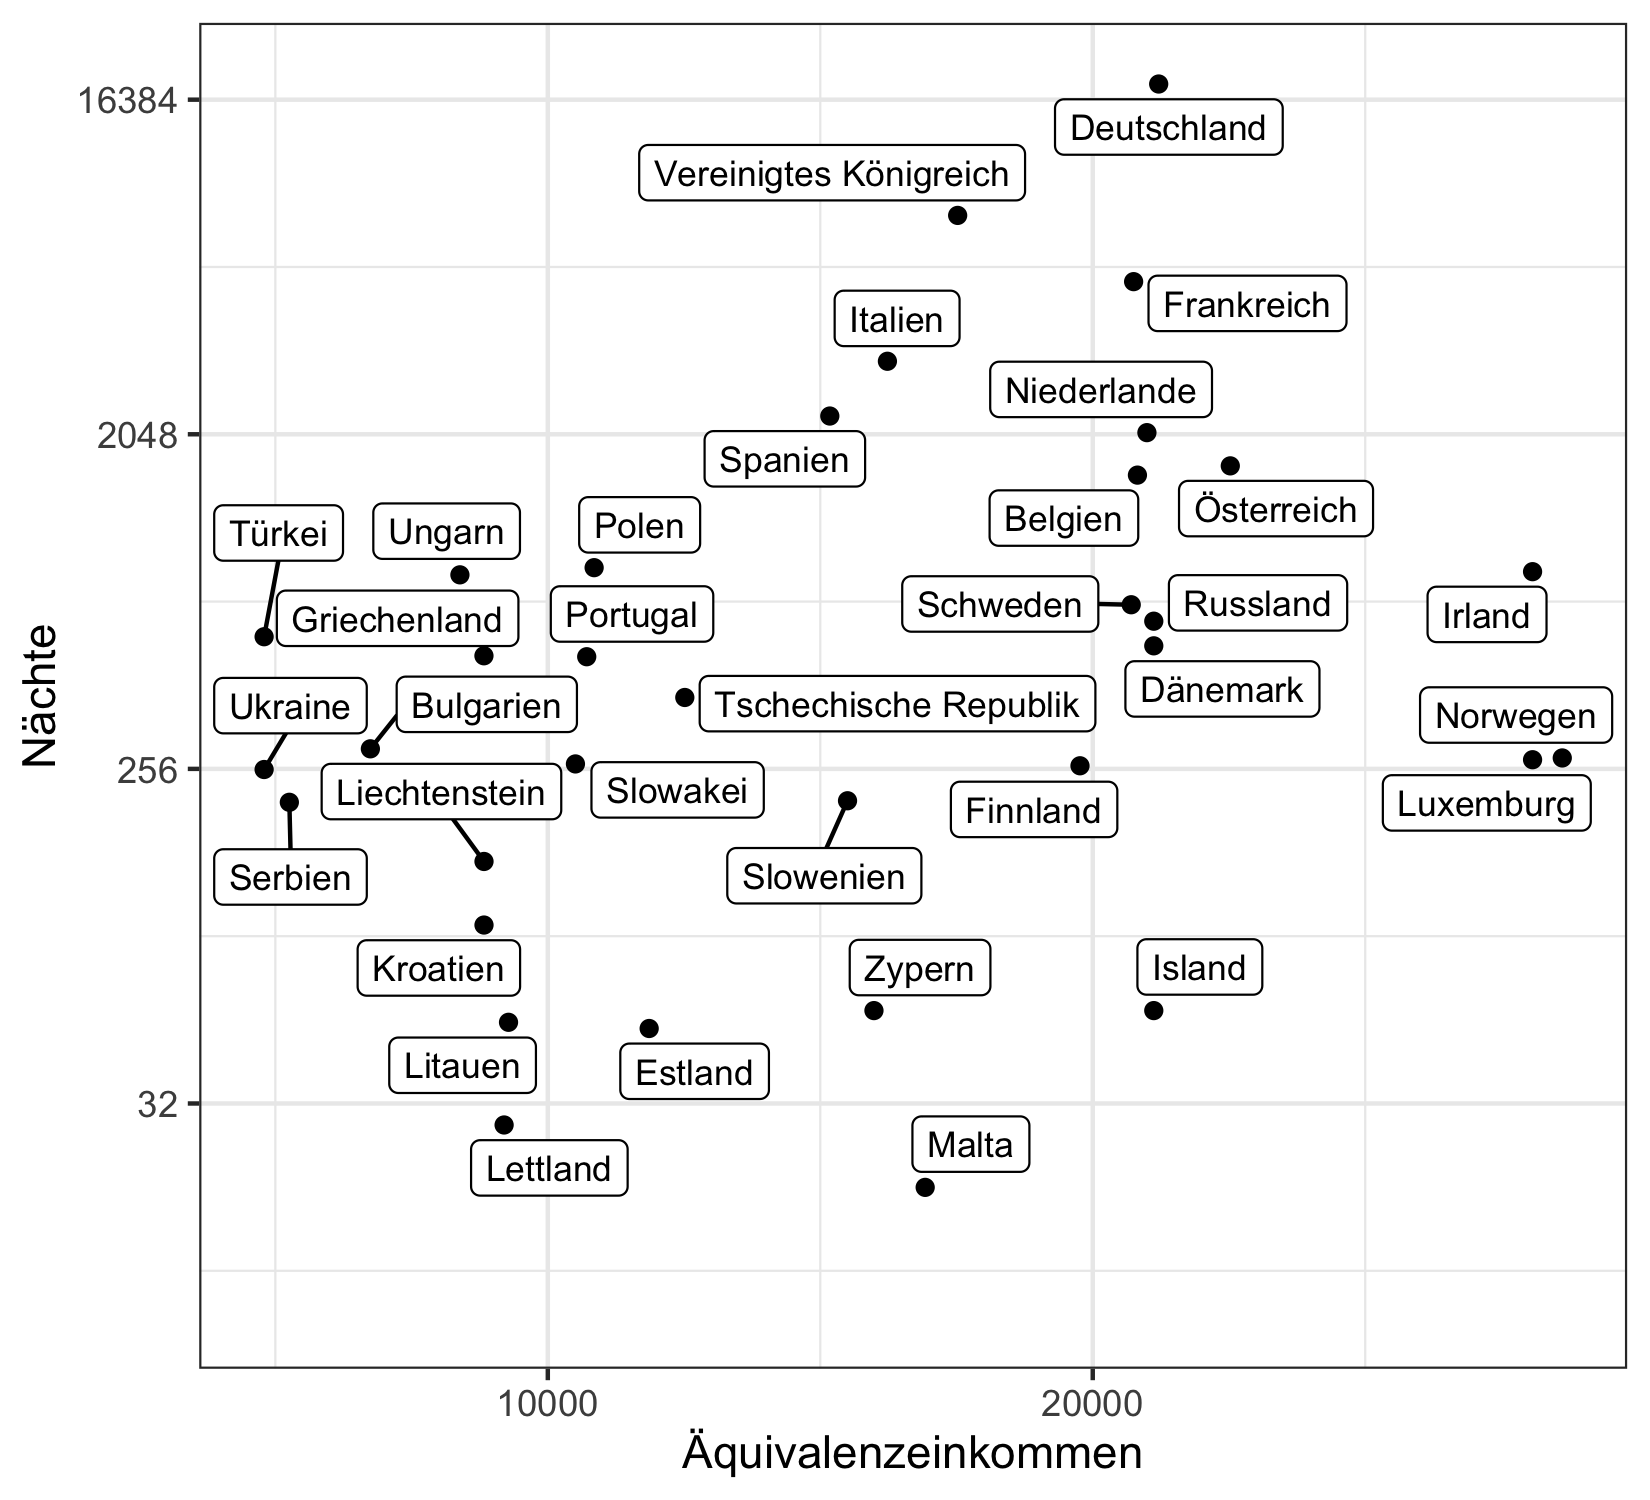 16384
Deutschland
Vereinigtes Königreich
Frankreich
Italien
Niederlande
2048
Spanien
Österreich
Belgien
Türkei
Ungarn
Polen
Schweden
Russland
Irland
Griechenland
Portugal
Dänemark
Nächte
Ukraine
Bulgarien
Tschechische Republik
Norwegen
256
Liechtenstein
Slowakei
Finnland
Luxemburg
Serbien
Slowenien
Kroatien
Zypern
Island
Litauen
Estland
32
Malta
Lettland
10000
20000
Äquivalenzeinkommen